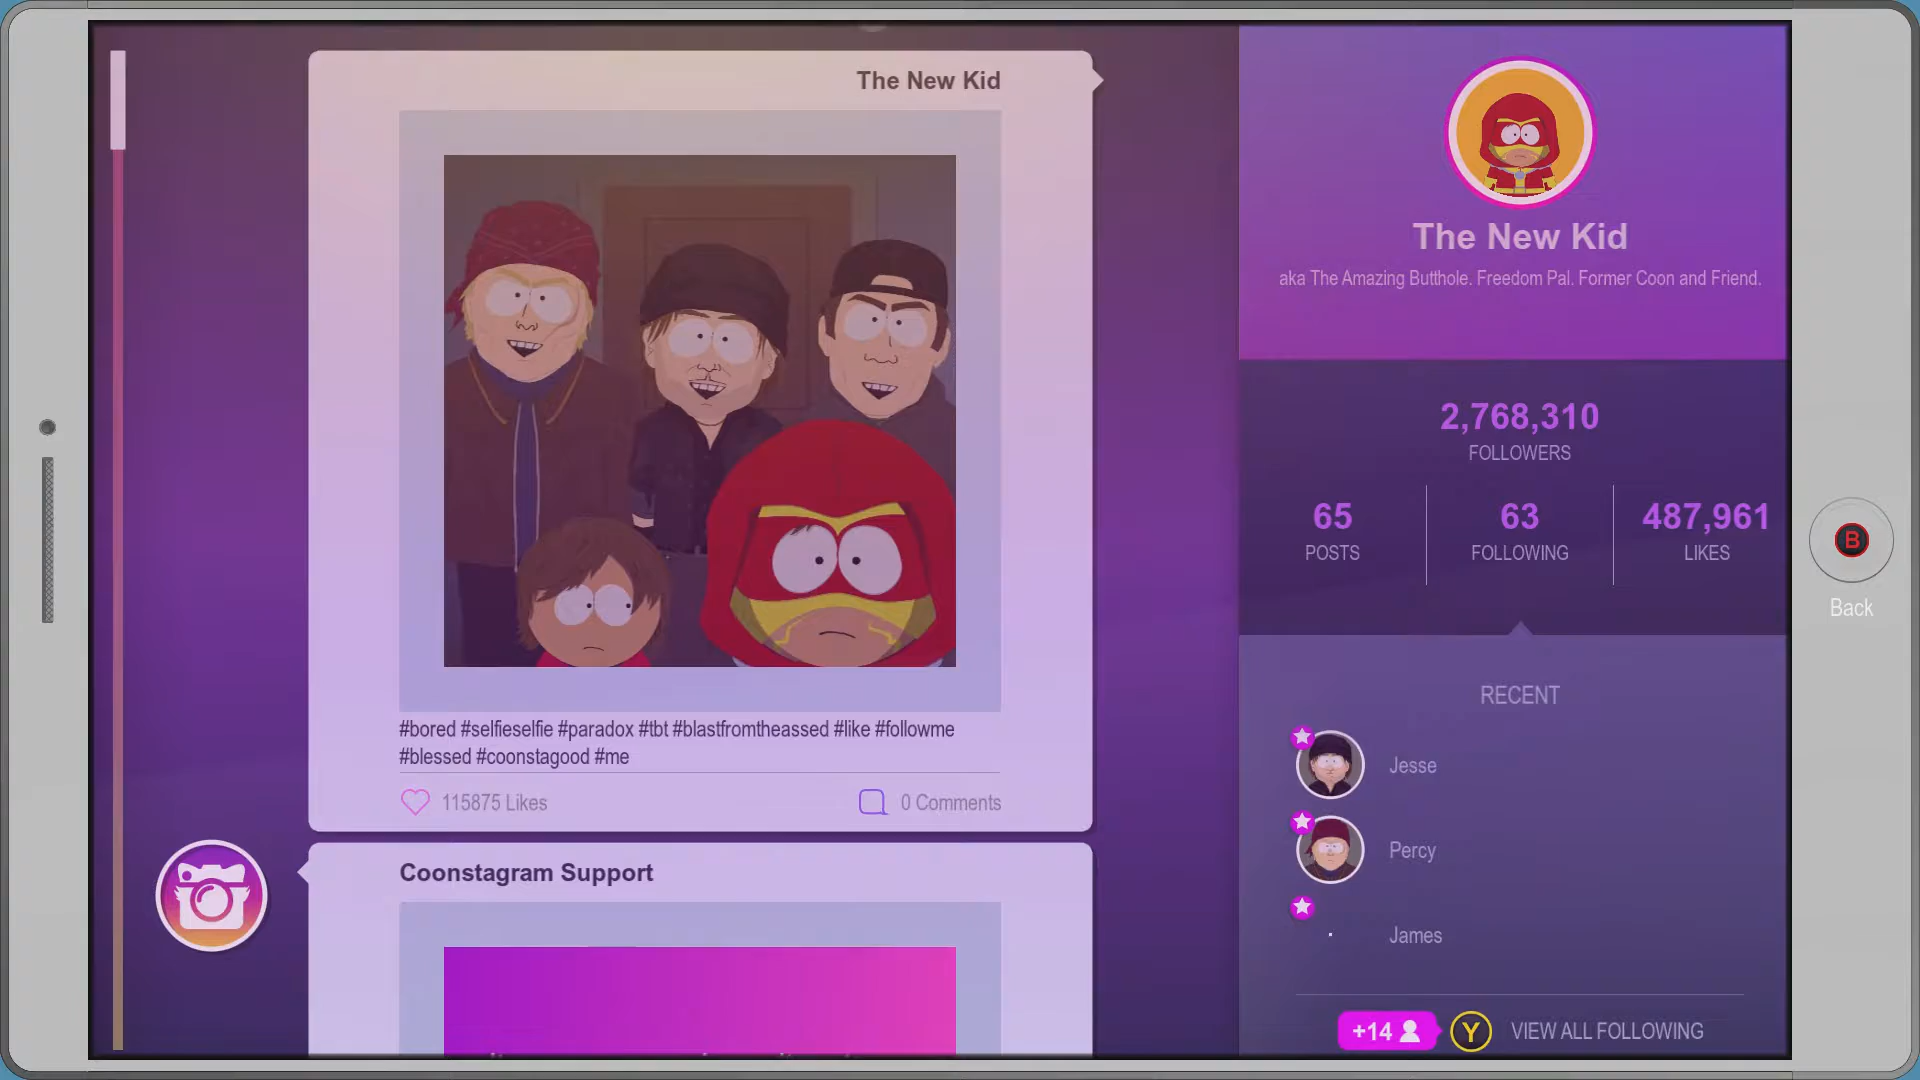 The New Kid
#bored #selfieselfie #paradox #tbt #blastfromtheassed #like #followme
#blessed #coonstagood #me
115875 Likes
0 Comments
Coonstagram Support
The New Kid
aka The Amazing Butthole. Freedom Pal. Former Coon and Friend.
2,768,310
FOLLOWERS
65
POSTS
63
FOLLOWING
487,961
LIKES
RECENT
Jesse
Percy
James
+14
Y
VIEW ALL FOLLOWING
B
Back